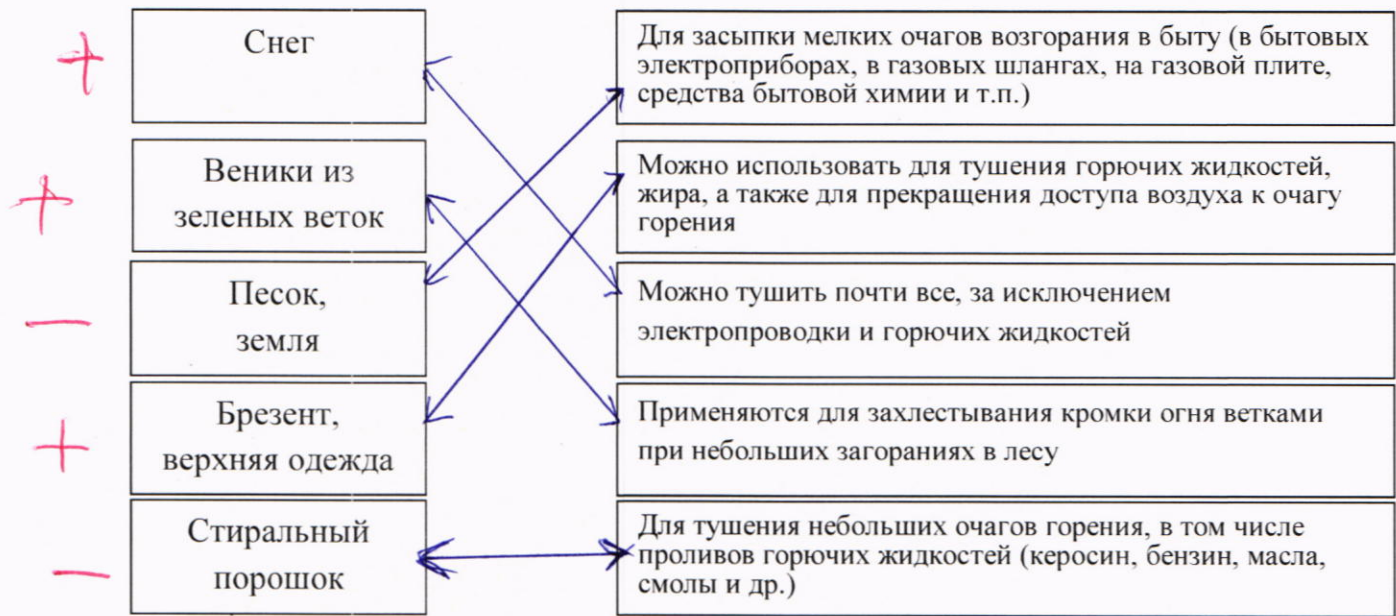 +
Снег
Для засыпки мелких очагов возгорания в быту (в бытовых
электроприборах, в газовых шлангах, на газовой плите,
средства бытовой химии и т.п.)
+
Веники из
зеленых веток
Можно использовать для тушения горючих жидкостей,
жира, а также для прекращения доступа воздуха к очагу
горения
—
Песок,
земля
Можно тушить почти все, за исключением
электропроводки и горючих жидкостей
+
Брезент,
верхняя одежда
Применяются для захлестывания кромки огня ветками
при небольших загораниях в лесу
—
Стиральный
порошок
Для тушения небольших очагов горения, в том числе
проливов горючих жидкостей (керосин, бензин, масла,
смолы и др.)